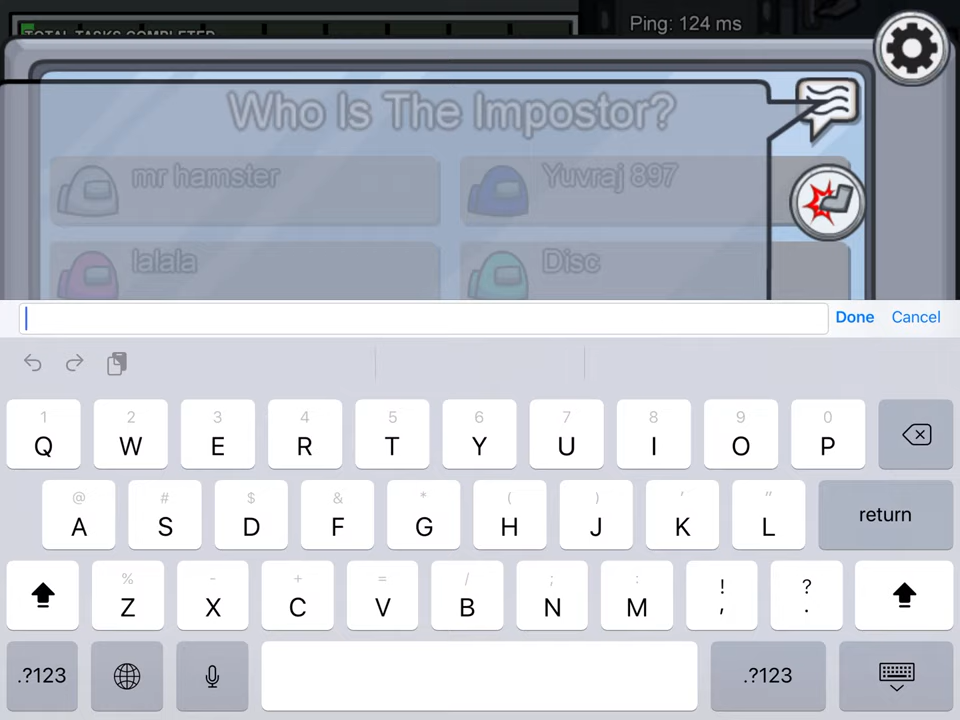 TOTAL TASKS COMPLETED
Ping: 124 ms
Who Is The Impostor?
mr hamster
Yuvraj 897
lalala
Disc
Done Cancel
1 2 3 4 5 6 7 8 9 0
Q W E R T Y U I O P
@ # $ & * ( ) ' "
A S D F G H J K L return
% - + = / ; : ! ?
Z X C V B N M , .
.?123 .?123